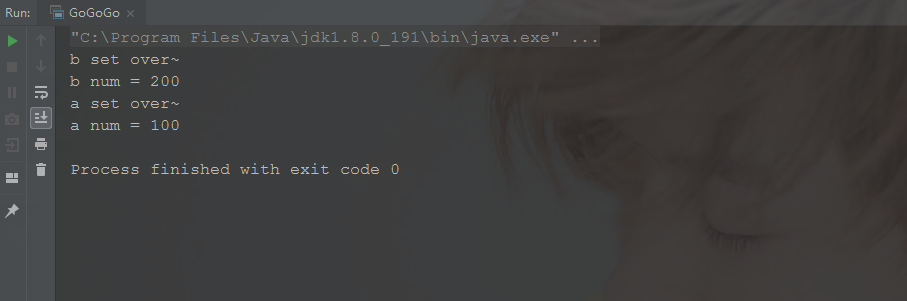 Run: GoGoGo
"C:\Program Files\Java\jdk1.8.0_191\bin\java.exe" ...
b set over~
b num = 200
a set over~
a num = 100
Process finished with exit code 0